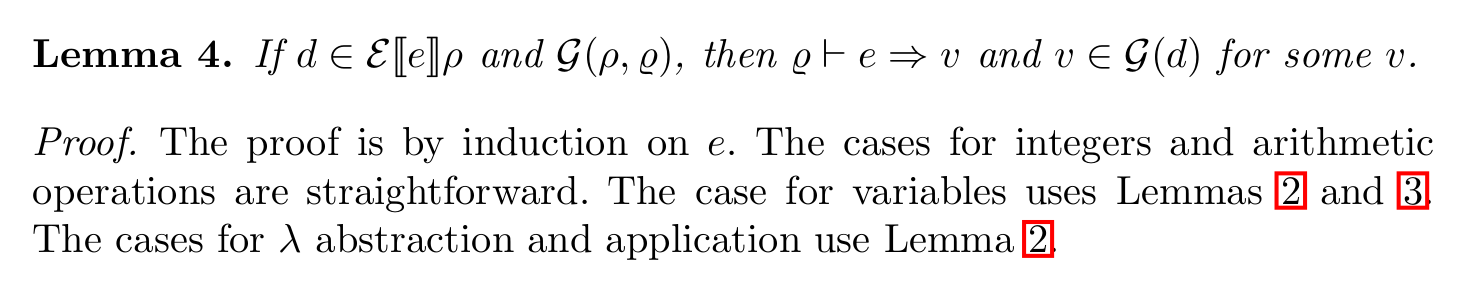 Lemma 4. If d ∈ ℰ⟦e⟧ρ and 𝒢(ρ, ϱ), then ϱ ⊢ e ⇒ v and v ∈ 𝒢(d) for some v.
Proof. The proof is by induction on e. The cases for integers and arithmetic
operations are straightforward. The case for variables uses Lemmas 2 and 3.
The cases for λ abstraction and application use Lemma 2.